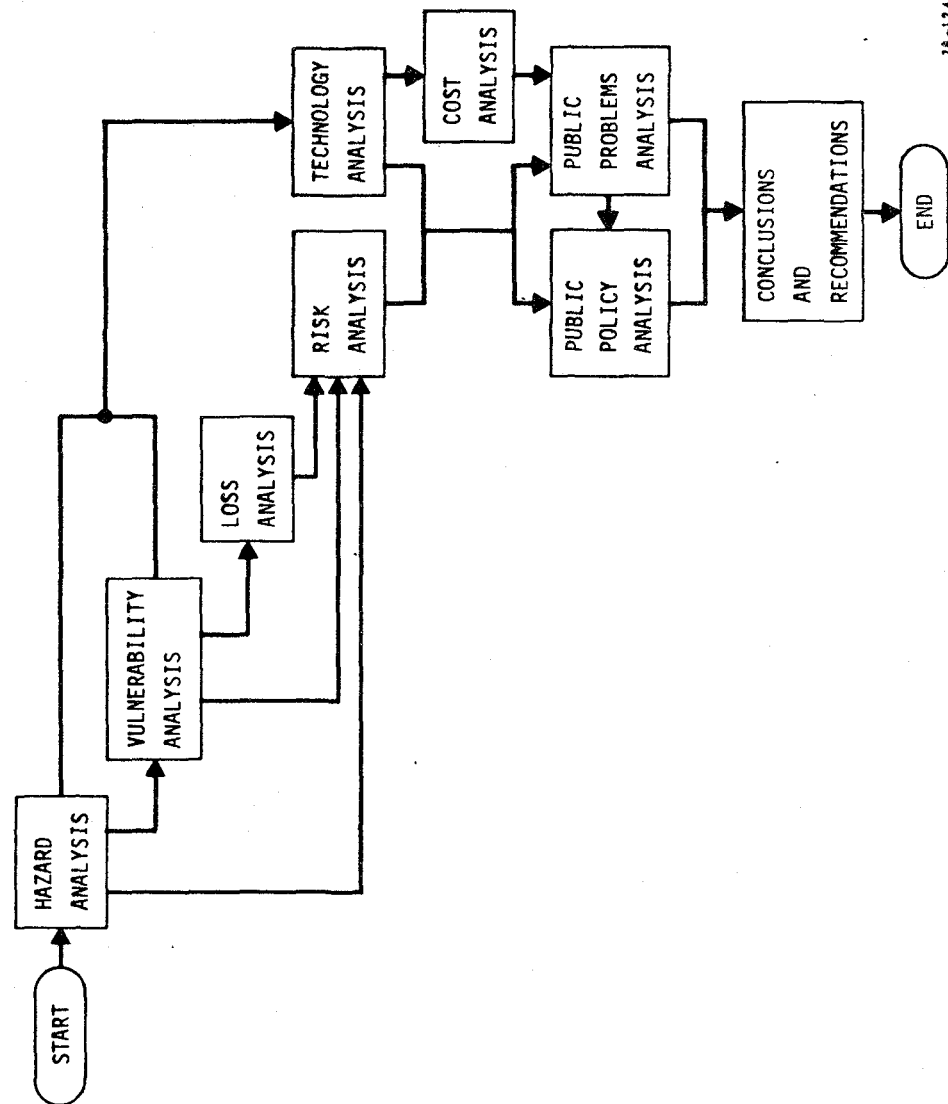 START
HAZARD
ANALYSIS
VULNERABILITY
ANALYSIS
LOSS
ANALYSIS
RISK
ANALYSIS
TECHNOLOGY
ANALYSIS
COST
ANALYSIS
PUBLIC
POLICY
ANALYSIS
PUBLIC
PROBLEMS
ANALYSIS
CONCLUSIONS
AND
RECOMMENDATIONS
END